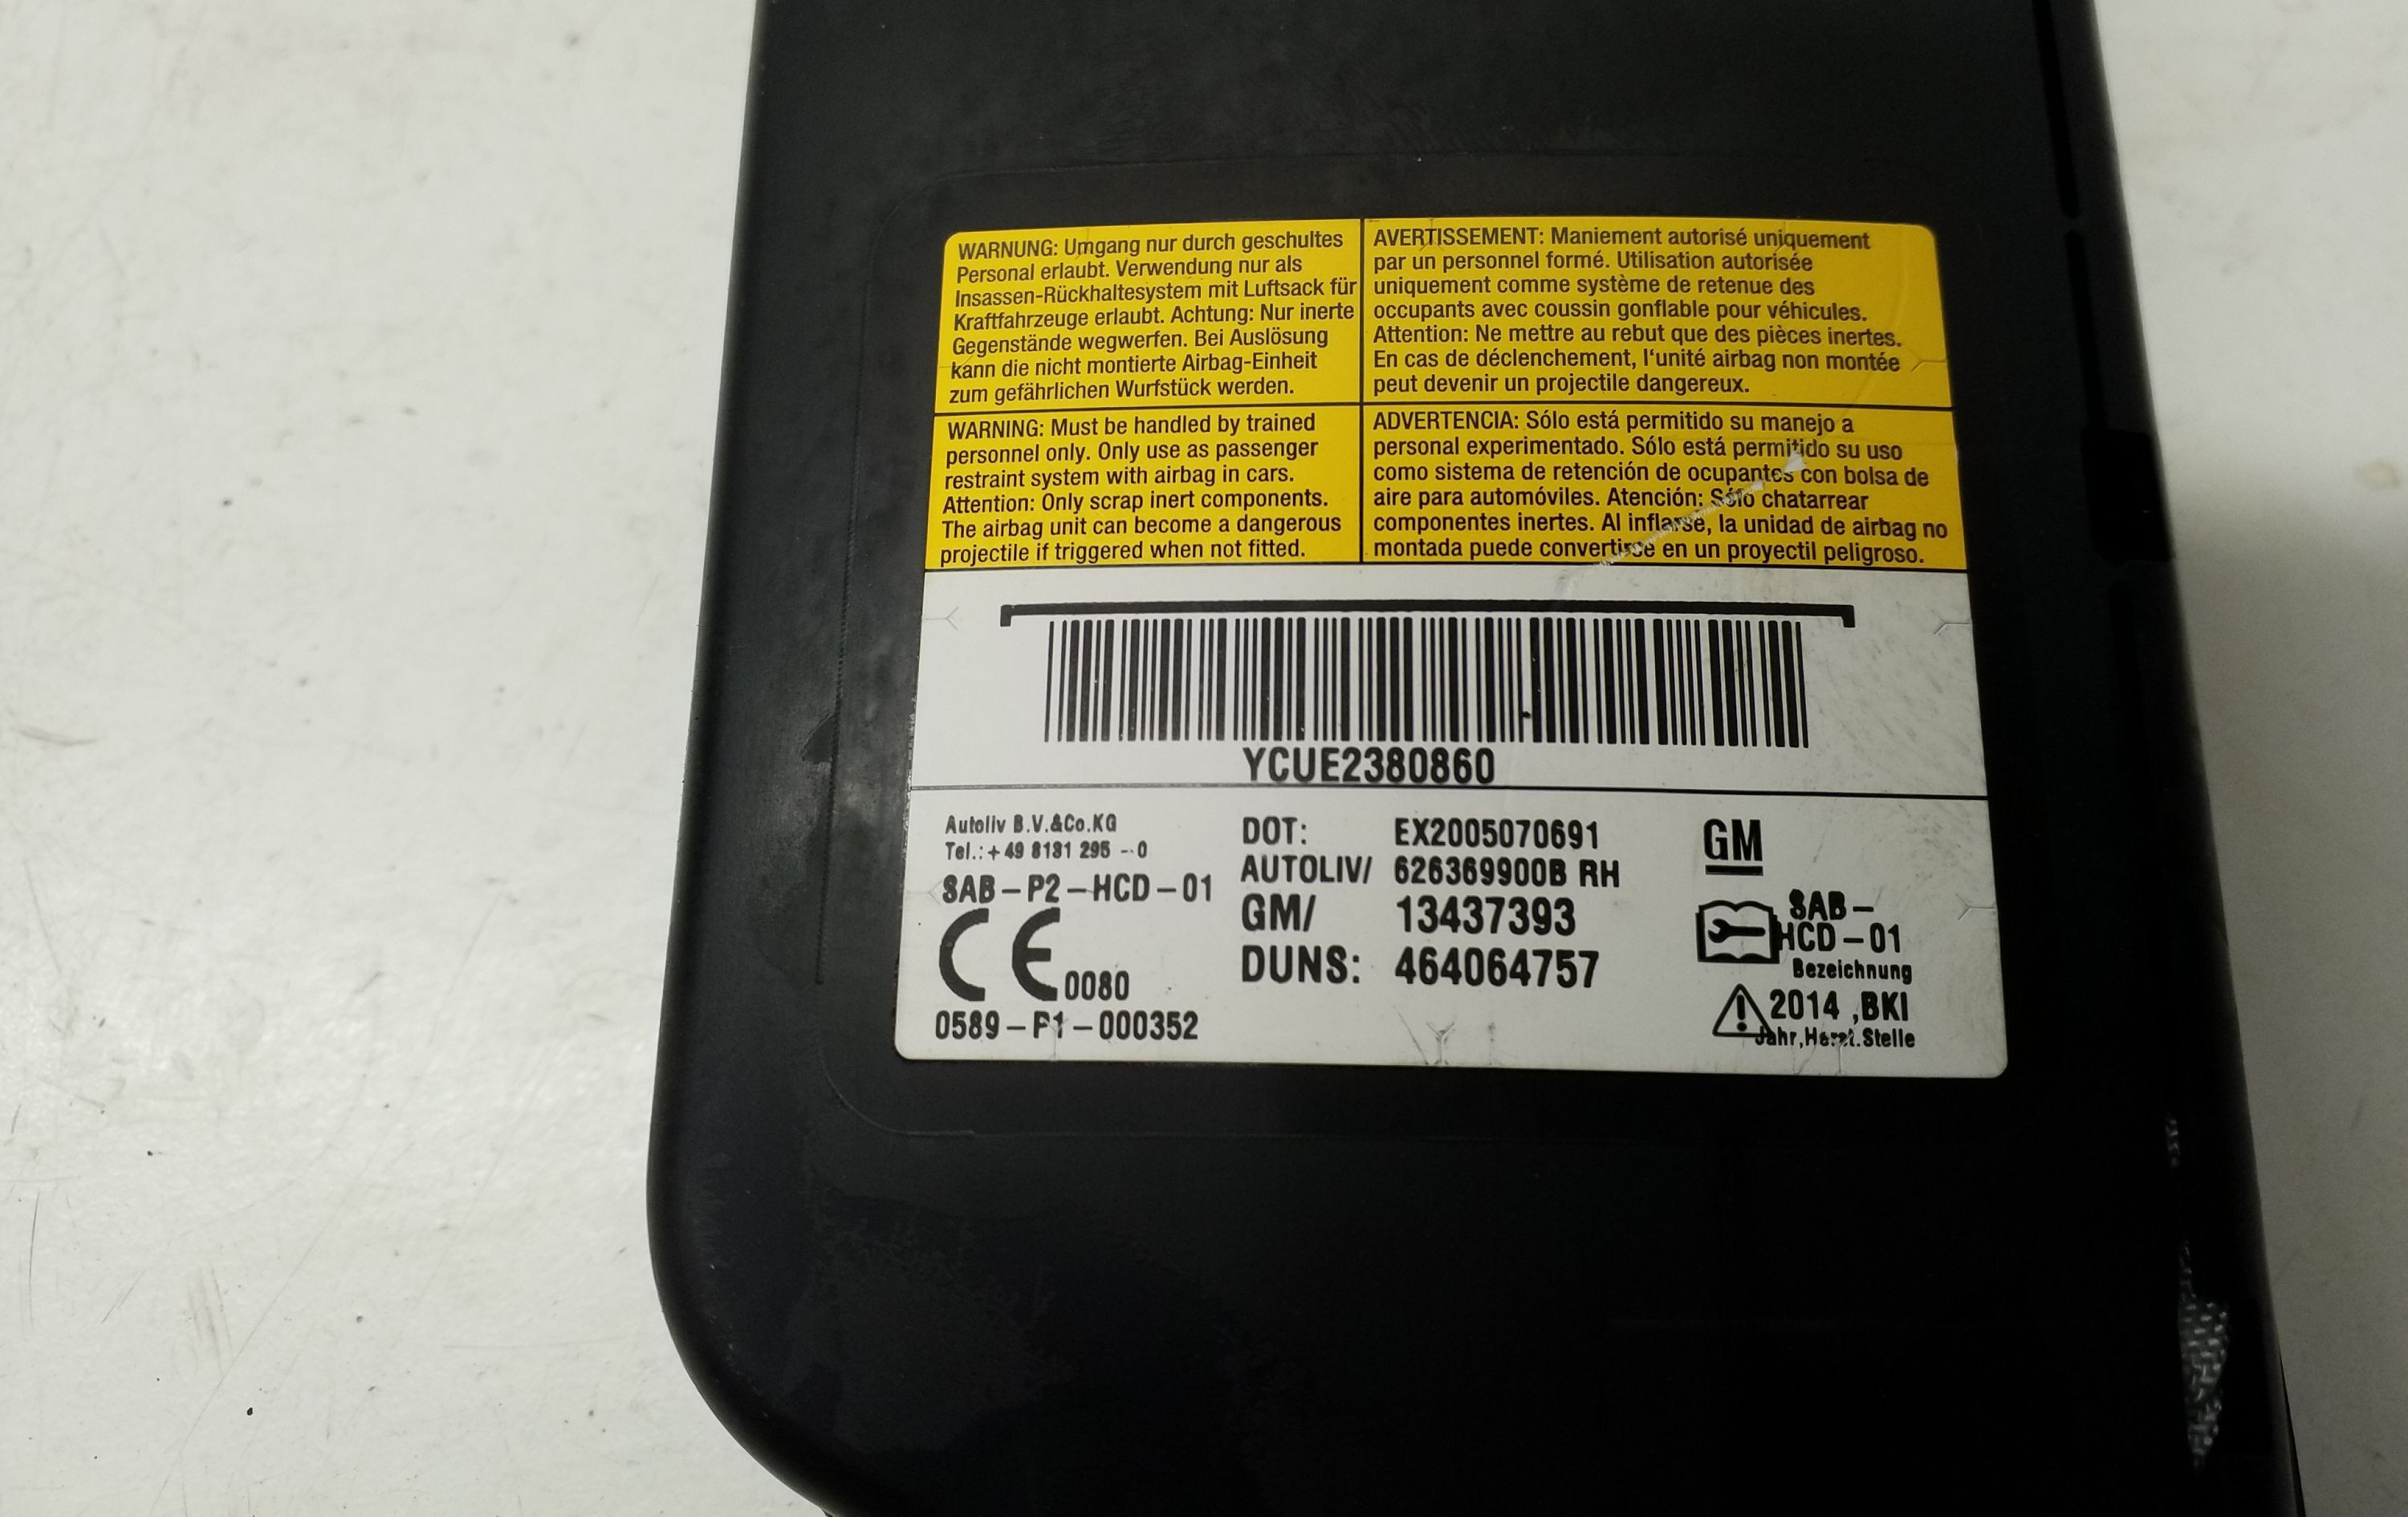 WARNUNG: Umgang nur durch geschultes
Personal erlaubt. Verwendung nur als
Insassen-Rückhaltesystem mit Luftsack für
Kraftfahrzeuge erlaubt. Achtung: Nur inerte
Gegenstände wegwerfen. Bei Auslösung
kann die nicht montierte Airbag-Einheit
zum gefährlichen Wurfstück werden.
AVERTISSEMENT: Maniement autorisé uniquement
par un personnel formé. Utilisation autorisée
uniquement comme système de retenue des
occupants avec coussin gonflable pour véhicules.
Attention: Ne mettre au rebut que des pièces inertes.
En cas de déclenchement, l'unité airbag non montée
peut devenir un projectile dangereux.
WARNING: Must be handled by trained
personnel only. Only use as passenger
restraint system with airbag in cars.
Attention: Only scrap inert components.
The airbag unit can become a dangerous
projectile if triggered when not fitted.
ADVERTENCIA: Sólo está permitido su manejo a
personal experimentado. Sólo está permitido su uso
como sistema de retención de ocupantes con bolsa de
aire para automóviles. Atención: Sólo chatarrear
componentes inertes. Al inflarse, la unidad de airbag no
montada puede convertirse en un proyectil peligroso.
YCUE2380860
Autoliv B.V.&Co.KG
Tel.: +49 8131 295 --0
SAB-P2-HCD-01
CE 0080
0589-P1-000352
DOT: EX2005070691
AUTOLIV/ 626369900B RH
GM/ 13437393
DUNS: 464064757
GM
SAB-
HCD-01
Bezeichnung
2014 ,BKI
Jahr,Herst.Stelle